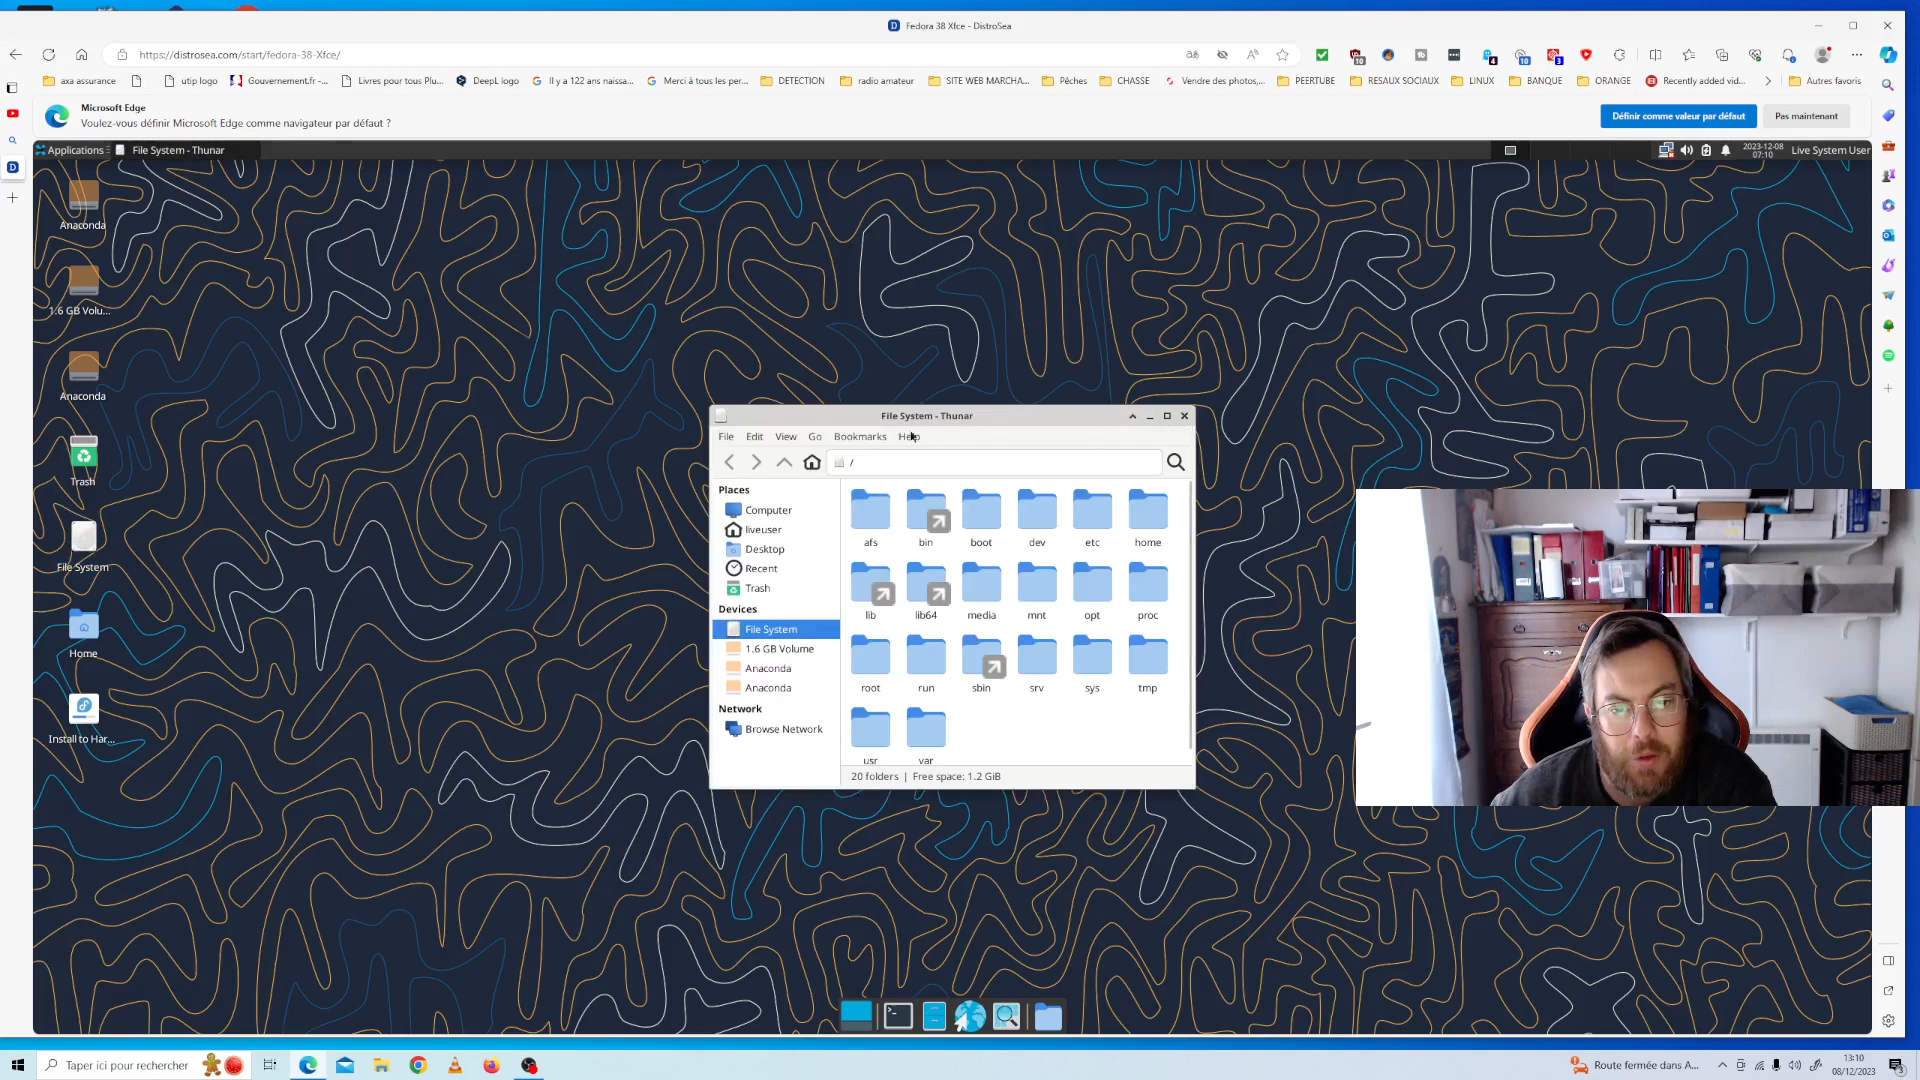 Fedora 38 Xfce - DistroSea
https://distrosea.com/start/fedora-38-Xfce/
axa assurance
utip logo
Gouvernement.fr -...
Livres pour tous Plu...
DeepL logo
Il y a 122 ans naissa...
Merci à tous les per...
DETECTION
radio amateur
SITE WEB MARCHA...
Pêches
CHASSE
Vendre des photos,...
PEERTUBE
RESAUX SOCIAUX
LINUX
BANQUE
ORANGE
Recently added vid...
Autres favoris
Microsoft Edge
Voulez-vous définir Microsoft Edge comme navigateur par défaut ?
Définir comme valeur par défaut
Pas maintenant
Applications
File System - Thunar
2023-12-08
07:10
Live System User
Anaconda
1.6 GB Volu...
Anaconda
Trash
File System
Home
Install to Har...
File System - Thunar
File Edit View Go Bookmarks Help
/
Places
Computer
liveuser
Desktop
Recent
Trash
Devices
File System
1.6 GB Volume
Anaconda
Anaconda
Network
Browse Network
afs bin boot dev etc home
lib lib64 media mnt opt proc
root run sbin srv sys tmp
usr var
20 folders | Free space: 1.2 GiB
Taper ici pour rechercher
Route fermée dans A...
13:10
08/12/2023